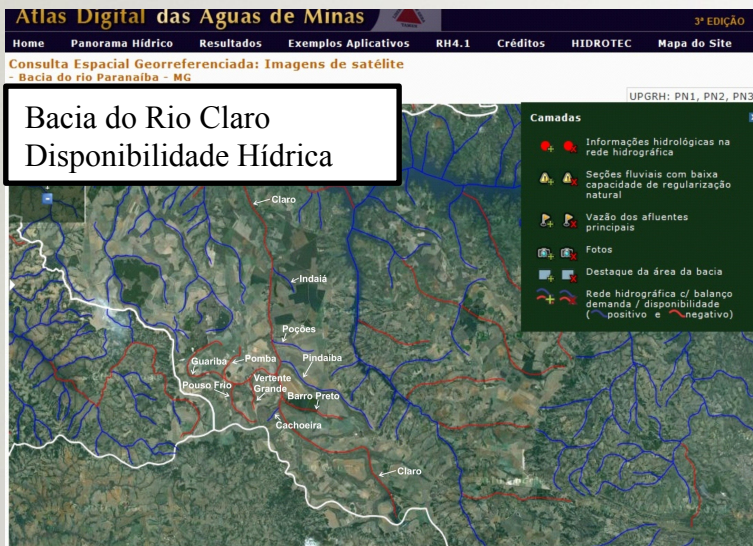 Atlas Digital das Águas de Minas
3ª EDIÇÃO
Home Panorama Hídrico Resultados Exemplos Aplicativos RH4.1 Créditos HIDROTEC Mapa do Site
Consulta Espacial Georreferenciada: Imagens de satélite
- Bacia do rio Paranaíba - MG
UPGRH: PN1, PN2, PN3
Bacia do Rio Claro
Disponibilidade Hídrica
Camadas
Informações hidrológicas na
rede hidrográfica
Seções fluviais com baixa
capacidade de regularização
natural
Vazão dos afluentes
principais
Fotos
Destaque da área da bacia
Rede hidrográfica c/ balanço
demanda / disponibilidade
( positivo e negativo)
Claro
Indaiá
Poções
Guariba
Pomba
Pindaiba
Pouso Frio
Vertente
Grande
Barro Preto
Cachoeira
Claro